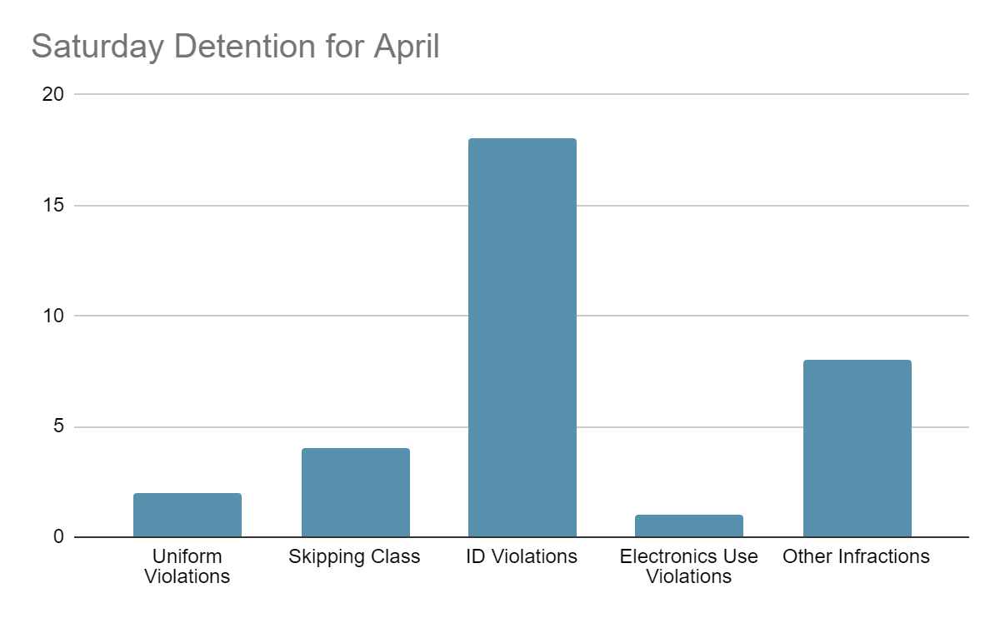 Saturday Detention for April
20
15
10
5
0
Uniform
Violations
Skipping Class
ID Violations
Electronics Use
Violations
Other Infractions